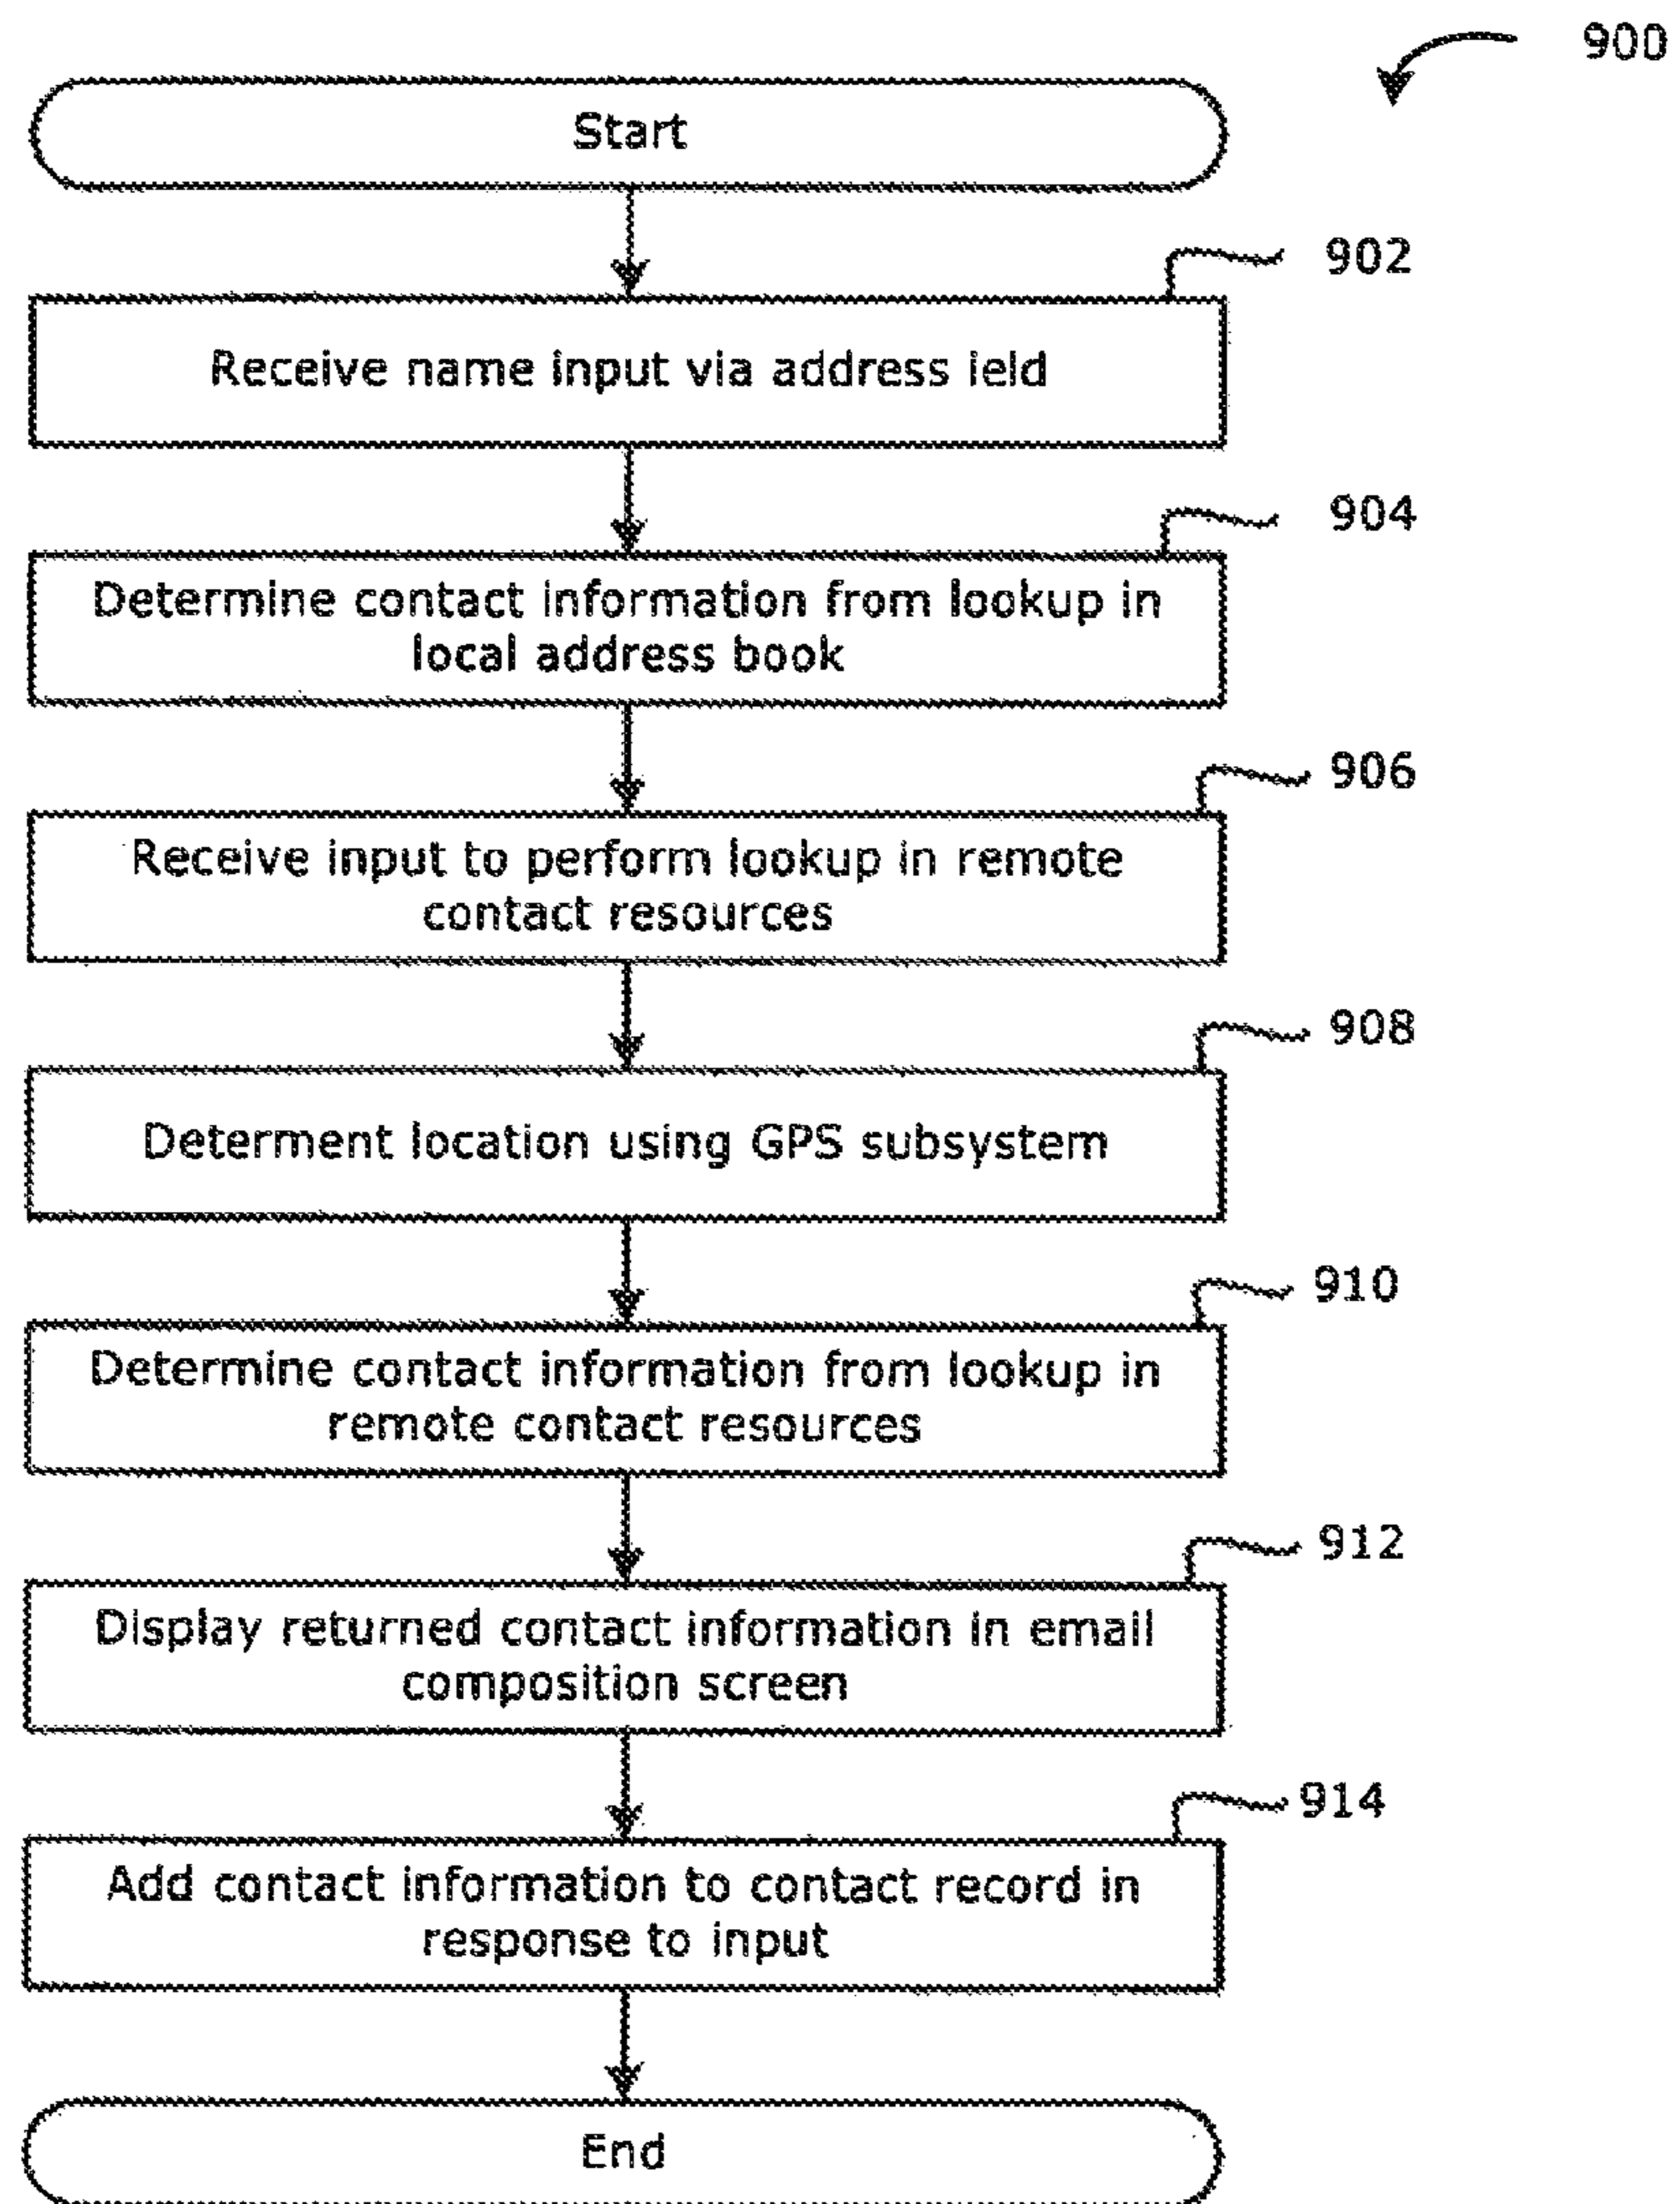 900
Start
902
Receive name input via address ield
904
Determine contact information from lookup in
local address book
906
Receive input to perform lookup in remote
contact resources
908
Determent location using GPS subsystem
910
Determine contact information from lookup in
remote contact resources
912
Display returned contact information in email
composition screen
914
Add contact information to contact record in
response to input
End